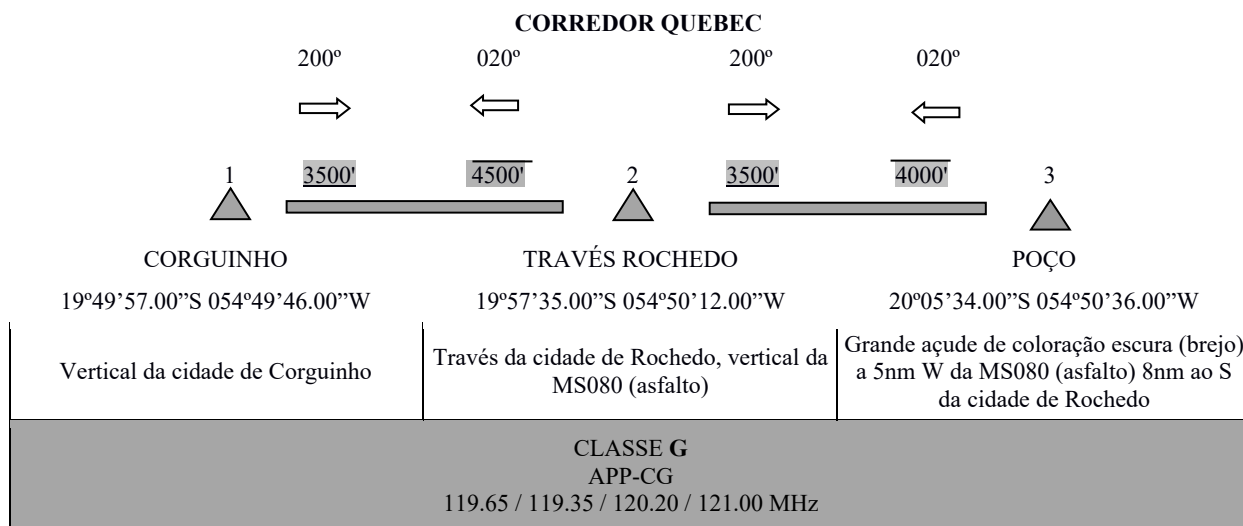 CORREDOR QUEBEC
200º 020º 200º 020º
1 3500' 4500' 2 3500' 4000' 3
CORGUINHO TRAVÉS ROCHEDO POÇO
19º49’57.00”S 054º49’46.00”W 19º57’35.00”S 054º50’12.00”W 20º05’34.00”S 054º50’36.00”W
Vertical da cidade de Corguinho
Través da cidade de Rochedo, vertical da
MS080 (asfalto)
Grande açude de coloração escura (brejo)
a 5nm W da MS080 (asfalto) 8nm ao S
da cidade de Rochedo
CLASSE G
APP-CG
119.65 / 119.35 / 120.20 / 121.00 MHz